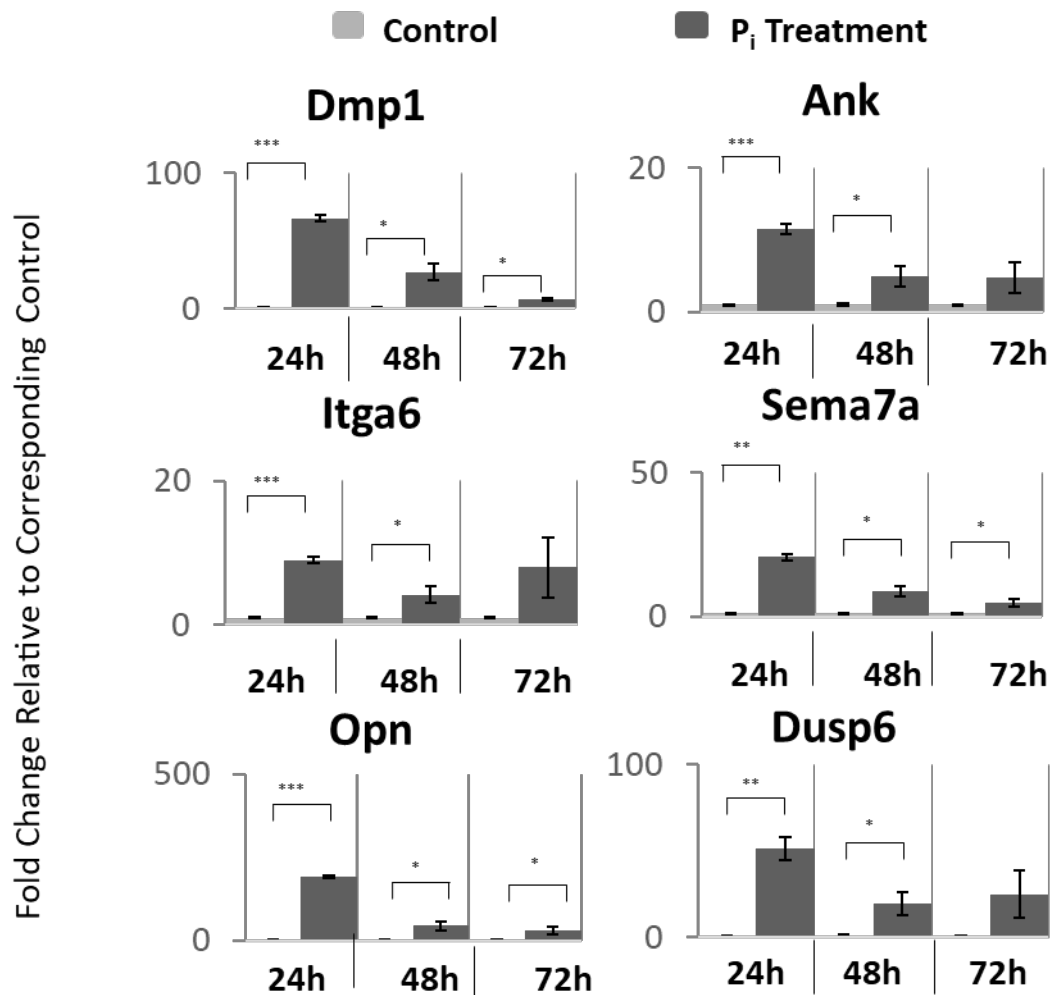 Control
P_i Treatment
Fold Change Relative to Corresponding Control
Dmp1
***
100
*
*
0
24h
48h
72h
Ank
***
20
*
0
24h
48h
72h
Itga6
***
20
*
0
24h
48h
72h
Sema7a
**
50
*
*
0
24h
48h
72h
Opn
500
***
*
*
0
24h
48h
72h
Dusp6
100
**
*
0
24h
48h
72h